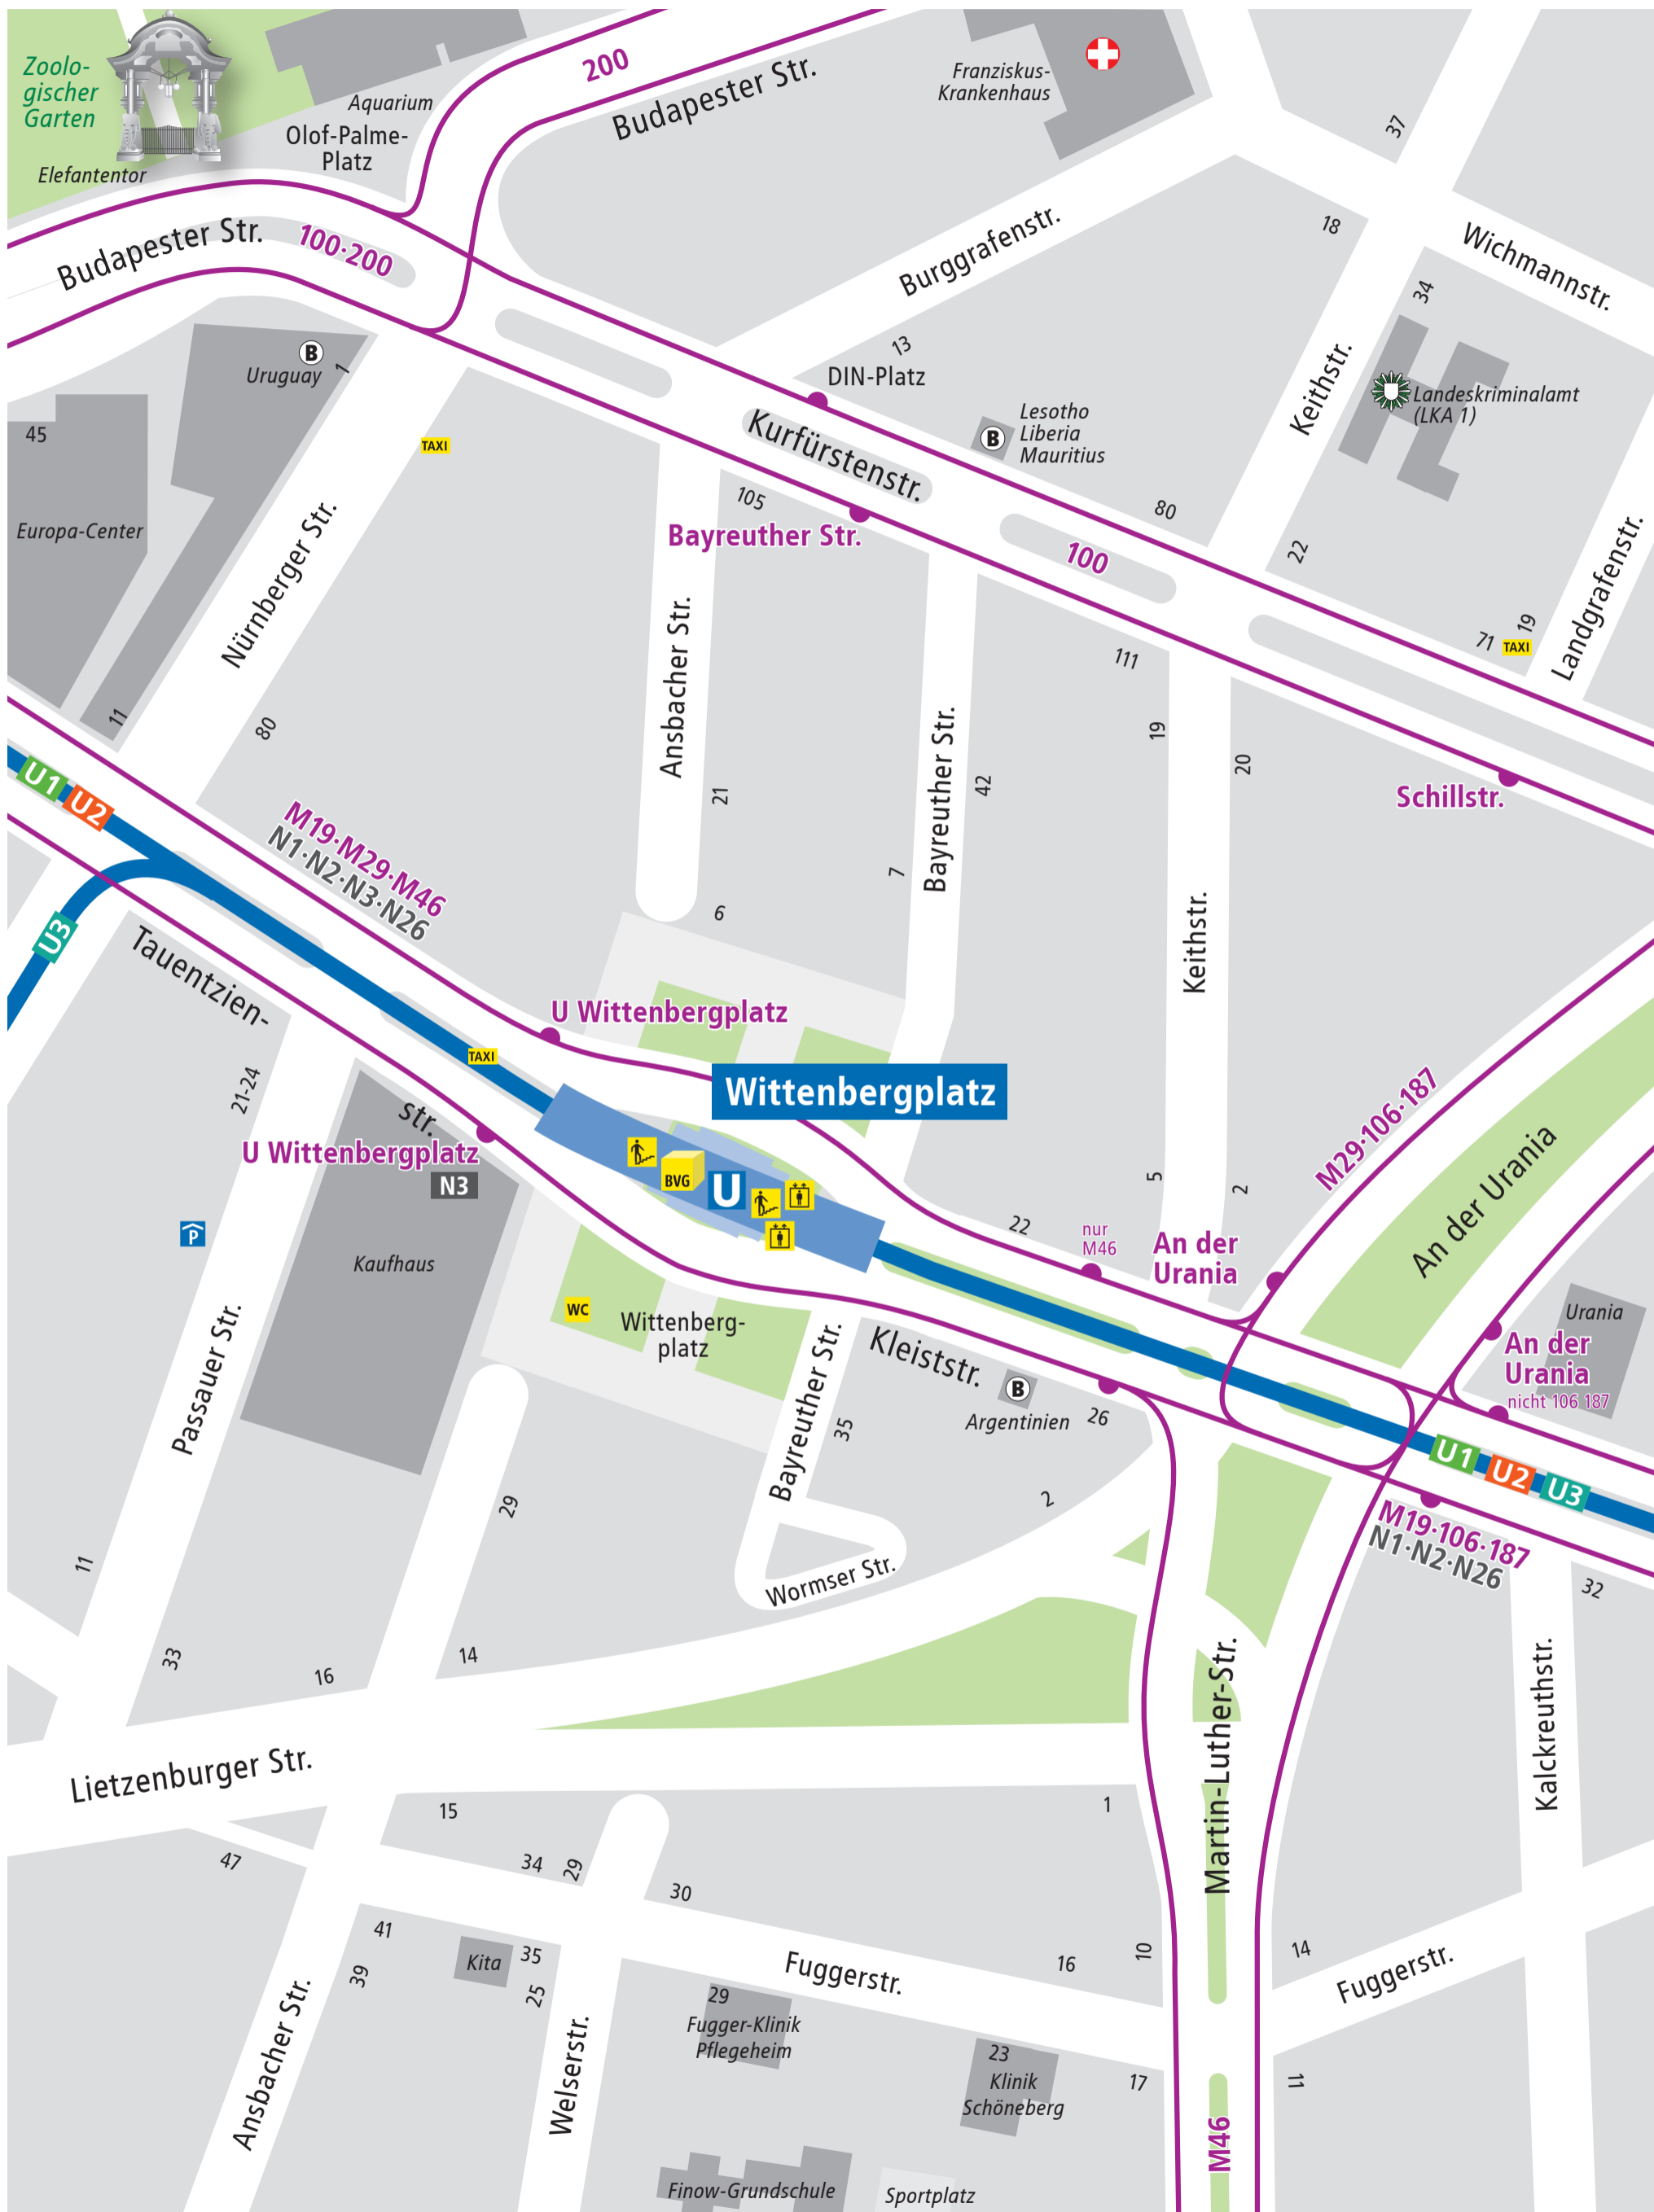 Zoolo-
gischer
Garten
Elefantentor
Aquarium
Olof-Palme-
Platz
200
Budapester Str.
Franziskus-
Krankenhaus
37
18
Wichmannstr.
Budapester Str.
100·200
Burggrafenstr.
34
B
Uruguay
1
13
DIN-Platz
Keithstr.
Landeskriminalamt
(LKA 1)
45
TAXI
Kurfürstenstr.
B
Lesotho
Liberia
Mauritius
105
80
Europa-Center
Bayreuther Str.
100
22
Nürnberger Str.
Landgrafenstr.
19
71
TAXI
111
Ansbacher Str.
11
80
19
20
Bayreuther Str.
42
21
Schillstr.
U1
U2
M19·M29·M46
N1·N2·N3·N26
7
6
U3
Tauentzien-
Keithstr.
U Wittenbergplatz
TAXI
Wittenbergplatz
21-24
str.
U Wittenbergplatz
N3
BVG
U
M29·106·187
An der Urania
5
2
22
nur
M46
An der
Urania
P
Kaufhaus
WC
Wittenberg-
platz
Urania
An der
Urania
nicht 106 187
Passauer Str.
Bayreuther Str.
Kleiststr.
B
Argentinien
26
35
U1
U2
U3
29
2
M19·106·187
N1·N2·N26
11
Wormser Str.
32
33
16
14
Martin-Luther-Str.
Kalckreuthstr.
Lietzenburger Str.
15
1
47
34
29
30
41
39
Kita
35
25
Fuggerstr.
16
10
14
Fuggerstr.
29
Fugger-Klinik
Pflegeheim
23
Klinik
Schöneberg
17
11
Ansbacher Str.
Welserstr.
M46
Finow-Grundschule
Sportplatz